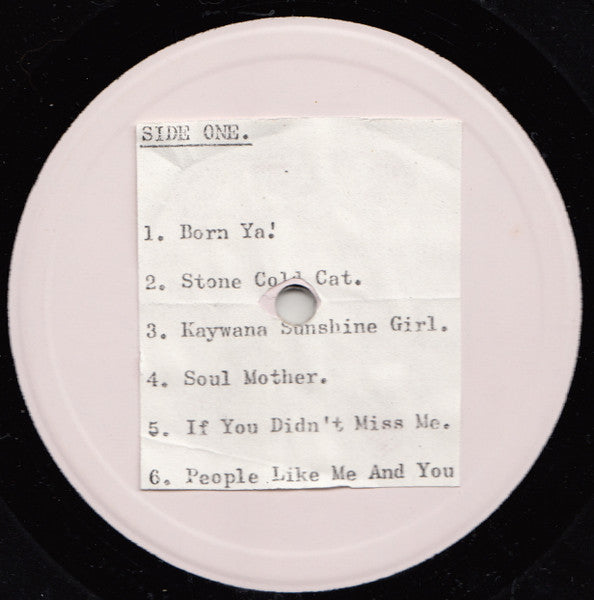 SIDE ONE.
1. Born Ya!
2. Stone Cold Cat.
3. Kaywana Sunshine Girl.
4. Soul Mother.
5. If You Didn't Miss Me.
6. People Like Me And You